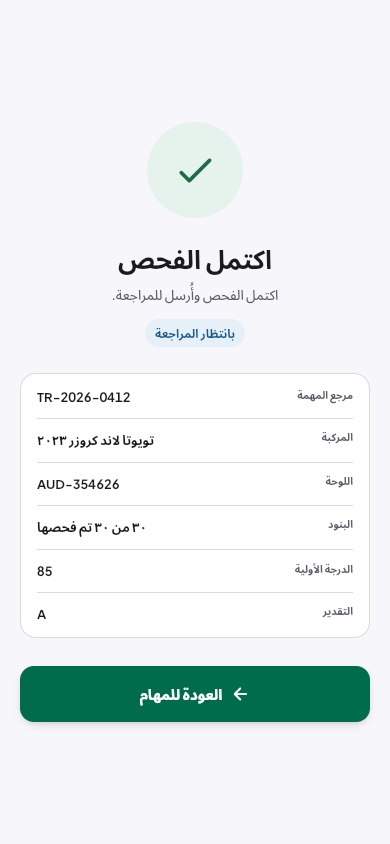 اكتمل الفحص
اكتمل الفحص وأُرسل للمراجعة.
بانتظار المراجعة
مرجع المهمة TR-2026-0412
المركبة تويوتا لاند كروزر ٢٠٢٣
اللوحة AUD-354626
البنود ٣٠ من ٣٠ تم فحصها
الدرجة الأولية 85
التقدير A
العودة للمهام